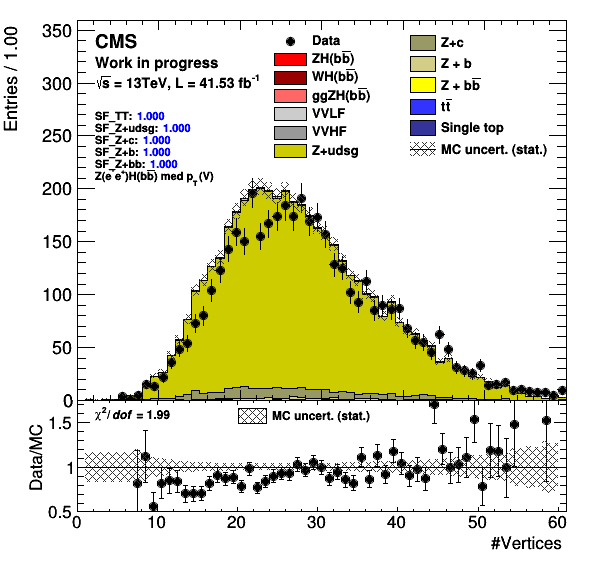 Entries / 1.00
350
300
250
200
150
100
50
0
CMS
Work in progress
√s = 13TeV, L = 41.53 fb⁻¹
SF_TT: 1.000
SF_Z+udsg: 1.000
SF_Z+c: 1.000
SF_Z+b: 1.000
SF_Z+bb: 1.000
Z(e⁻e⁺)H(bb̅) med p_T(V)
Data
ZH(bb̅)
WH(bb̅)
ggZH(bb̅)
VVLF
VVHF
Z+udsg
Z+c
Z + b
Z + bb̅
tt̅
Single top
MC uncert. (stat.)
Data/MC
1.5
1
0.5
χ²/dof = 1.99
MC uncert. (stat.)
0 10 20 30 40 50 60
#Vertices